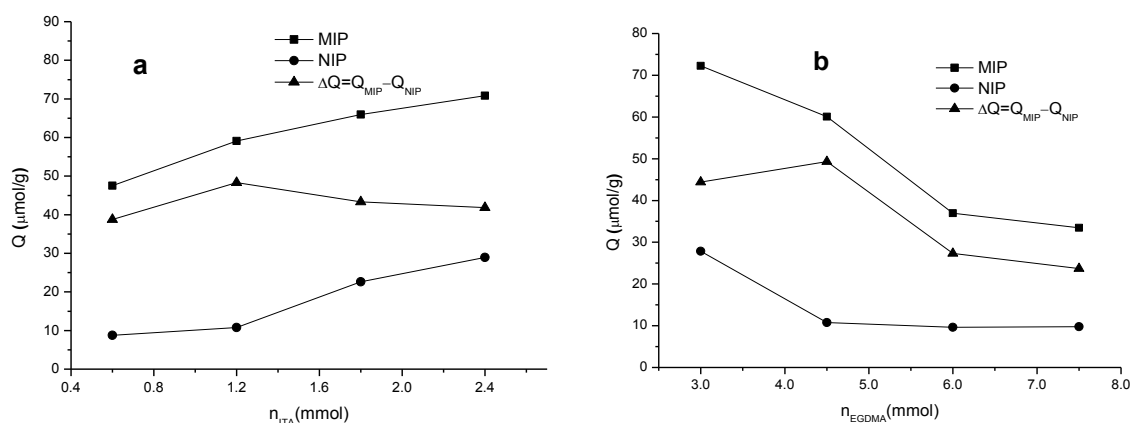 90
80
70
60
50
40
30
20
10
0
Q (μmol/g)
a
MIP
NIP
ΔQ=Q_MIP−Q_NIP
0.4 0.8 1.2 1.6 2.0 2.4
n_ITA(mmol)
80
70
60
50
40
30
20
10
0
Q (μmol/g)
b
MIP
NIP
ΔQ=Q_MIP−Q_NIP
3.0 4.0 5.0 6.0 7.0 8.0
n_EGDMA(mmol)